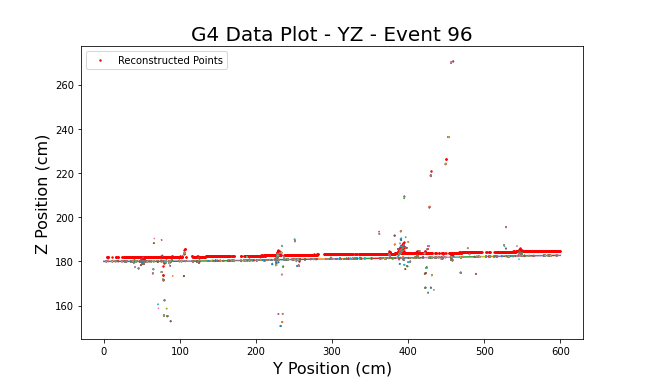 G4 Data Plot - YZ - Event 96
Reconstructed Points
Z Position (cm)
260
240
220
200
180
160
0 100 200 300 400 500 600
Y Position (cm)